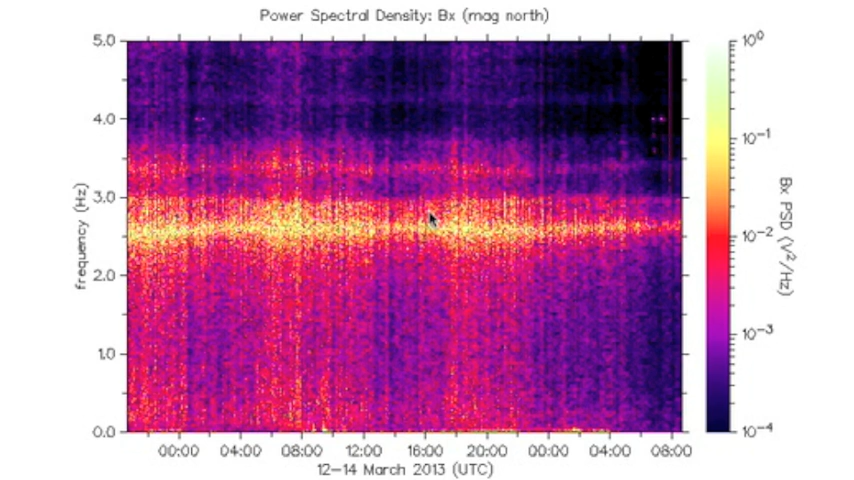 Power Spectral Density: Bx (mag north)
5.0
4.0
3.0
2.0
1.0
0.0
frequency (Hz)
00:00 04:00 08:00 12:00 16:00 20:00 00:00 04:00 08:00
12–14 March 2013 (UTC)
10⁰
10⁻¹
10⁻²
10⁻³
10⁻⁴
Bx PSD (V²/Hz)